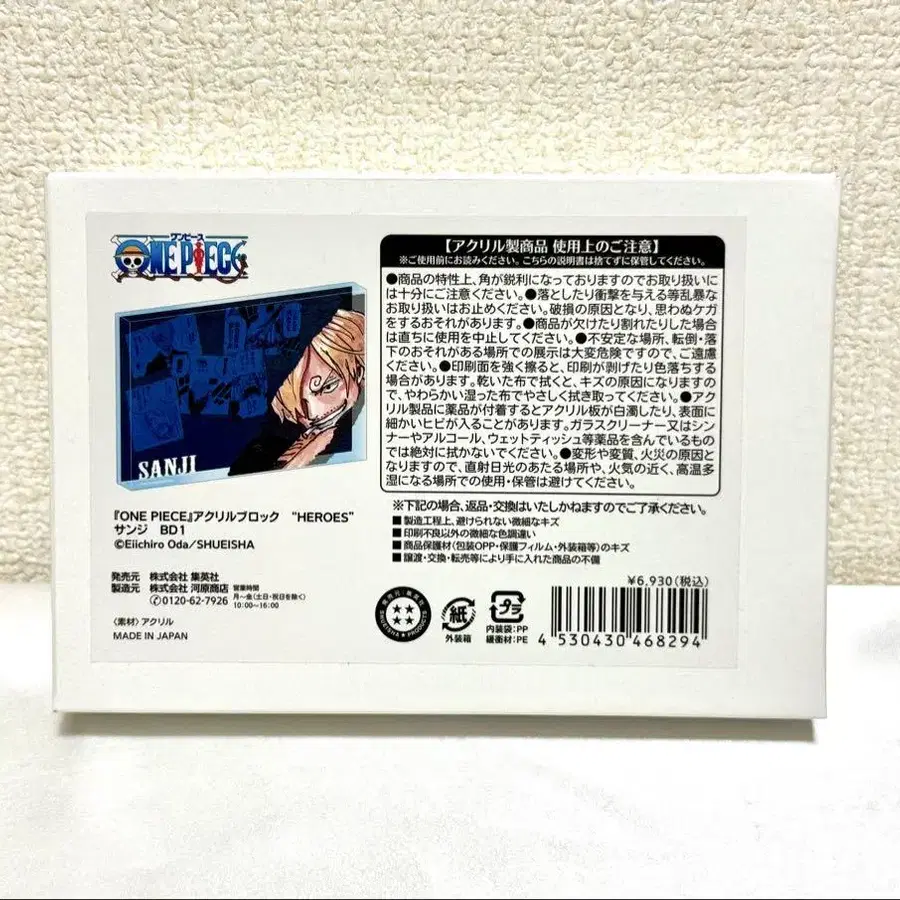 ワンピース
ONE PIECE
SANJI
『ONE PIECE』アクリルブロック “HEROES”
サンジ BD1
©Eiichiro Oda/SHUEISHA
発売元 株式会社 集英社
製造元 株式会社 河原商店
✆0120-62-7926
営業時間
月〜金(土日・祝日を除く)
10:00〜16:00
〈素材〉アクリル
MADE IN JAPAN
【アクリル製商品 使用上のご注意】
※ご使用前にお読みください。こちらの説明書は捨てずに保管してください。
●商品の特性上、角が鋭利になっておりますのでお取り扱いに
は十分にご注意ください。●落としたり衝撃を与える等乱暴な
お取り扱いはお止めください。破損の原因となり、思わぬケガ
をするおそれがあります。●商品が欠けたり割れたりした場合
は直ちに使用を中止してください。●不安定な場所、転倒・落
下のおそれがある場所での展示は大変危険ですので、ご遠慮
ください。●印刷面を強く擦ると、印刷が剥げたり色落ちする
場合があります。乾いた布で拭くと、キズの原因になりますの
で、やわらかい湿った布でやさしく拭き取ってください。●アク
リル製品に薬品が付着するとアクリル板が白濁したり、表面に
細かいヒビが入ることがあります。ガラスクリーナー又はシン
ナーやアルコール、ウェットティッシュ等薬品を含んでいるもの
では絶対に拭かないでください。●変形や変質、火災の原因と
なりますので、直射日光のあたる場所や、火気の近く、高温多
湿になる場所での使用・保管は避けてください。
※下記の場合、返品・交換はいたしかねますのでご了承ください。
■製造工程上、避けられない微細なキズ
■印刷不良以外の微細な色調違い
■商品保護材(包装OPP・保護フィルム・外装箱等)のキズ
■譲渡・交換・転売等により手に入れた商品の不備
¥6,930(税込)
SHUEISHA PRODUCTS
紙
外装箱
プラ
内装袋:PP
緩衝材:PE
4 530430 468294